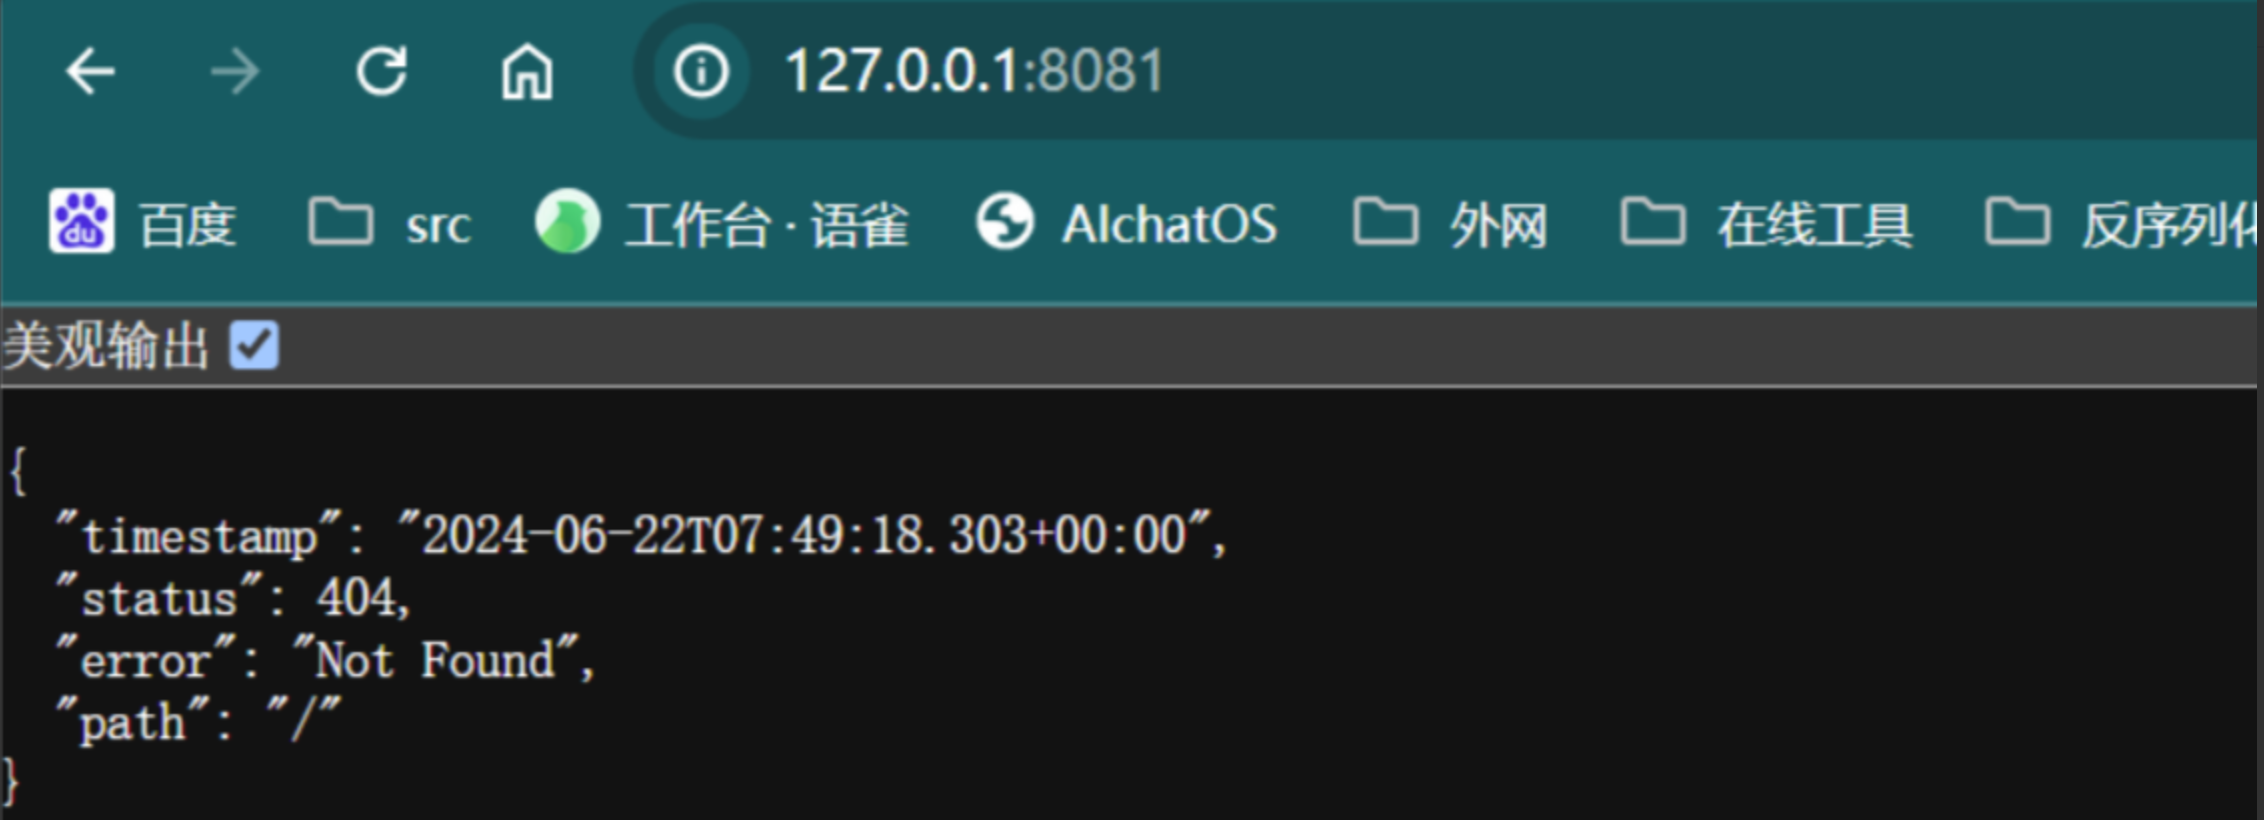 127.0.0.1:8081
百度 src 工作台 · 语雀 AIchatOS 外网 在线工具 反序列化
美观输出
{
"timestamp": "2024-06-22T07:49:18.303+00:00",
"status": 404,
"error": "Not Found",
"path": "/"
}